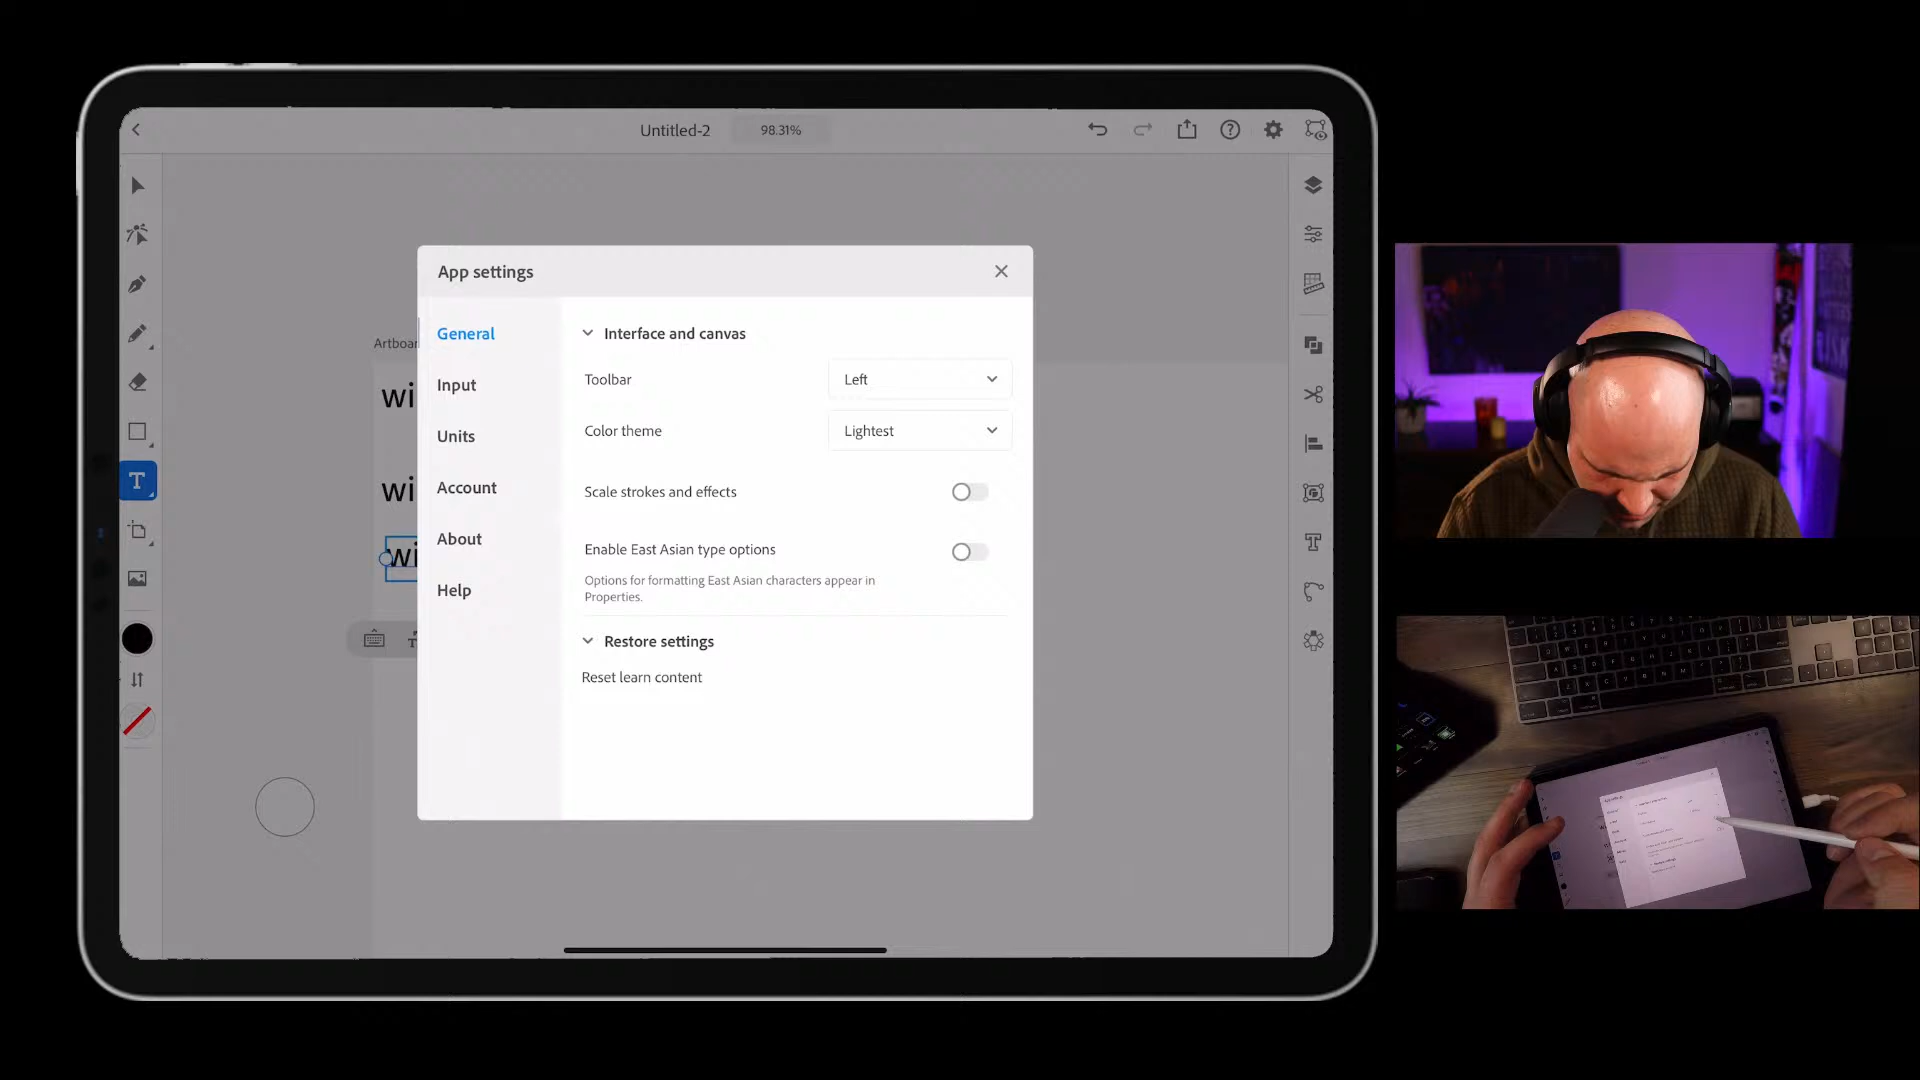 Untitled-2
98.31%
App settings
General
Input
Units
Account
About
Help
Interface and canvas
Toolbar
Left
Color theme
Lightest
Scale strokes and effects
Enable East Asian type options
Options for formatting East Asian characters appear in
Properties.
Restore settings
Reset learn content
Artboar
wi
wi
wi
T